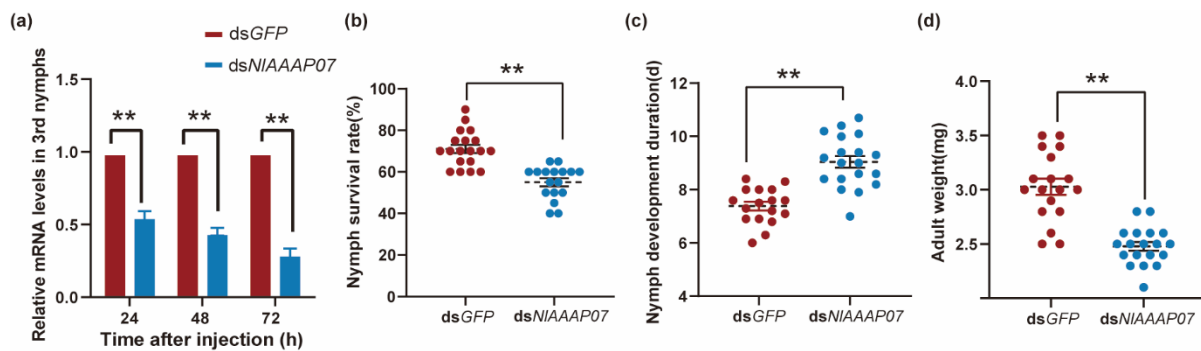 (a)
dsGFP
dsNlAAAP07
Relative mRNA levels in 3rd nymphs
1.5
1.0
0.5
0.0
**
**
**
24
48
72
Time after injection (h)
(b)
Nymph survival rate(%)
100
80
60
40
20
0
**
dsGFP
dsNlAAAP07
(c)
Nymph development duration(d)
12
10
8
6
4
**
dsGFP
dsNlAAAP07
(d)
Adult weight(mg)
4.0
3.5
3.0
2.5
2.0
**
dsGFP
dsNlAAAP07